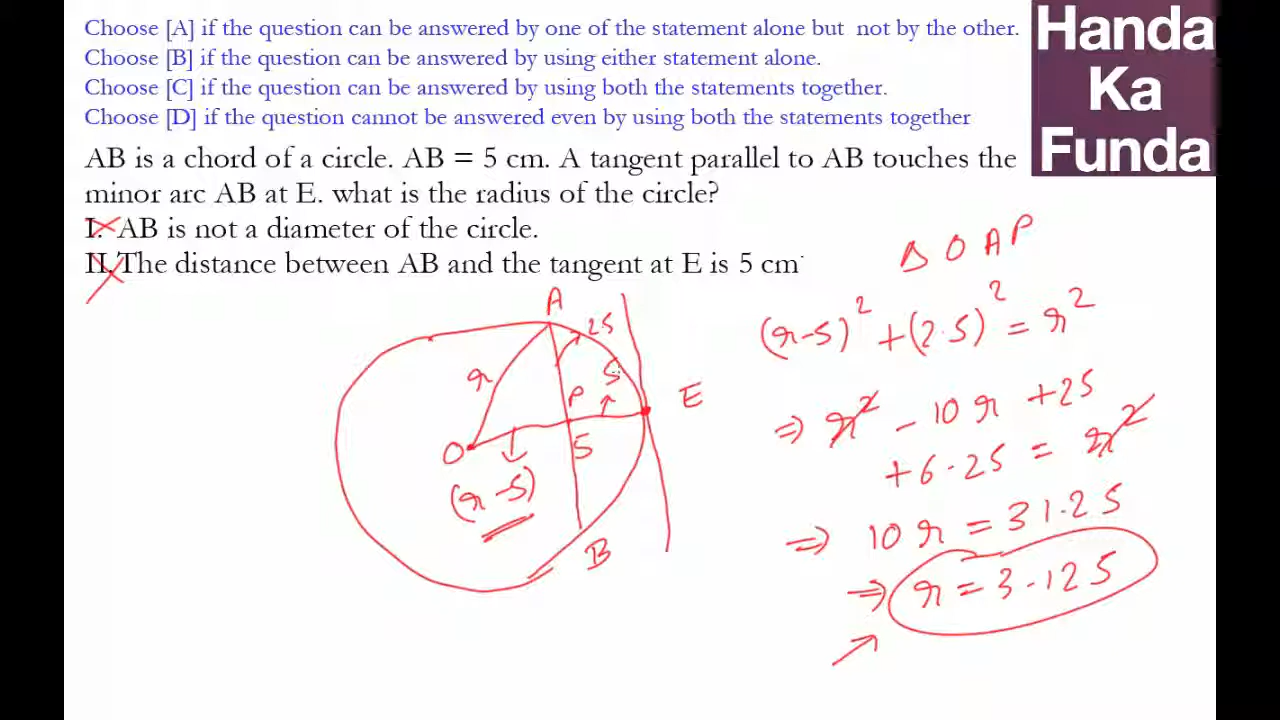 Choose [A] if the question can be answered by one of the statement alone but not by the other.
Choose [B] if the question can be answered by using either statement alone.
Choose [C] if the question can be answered by using both the statements together.
Choose [D] if the question cannot be answered even by using both the statements together
Handa
Ka
Funda
AB is a chord of a circle. AB = 5 cm. A tangent parallel to AB touches the
minor arc AB at E. what is the radius of the circle?
I. AB is not a diameter of the circle.
II. The distance between AB and the tangent at E is 5 cm
A
25
r
P
5
E
O
5
(r-5)
B
Δ OAP
(r-5)² + (2.5)² = r²
⇒ r² - 10r + 25
+ 6.25 = r²
⇒ 10r = 31.25
⇒ r = 3.125